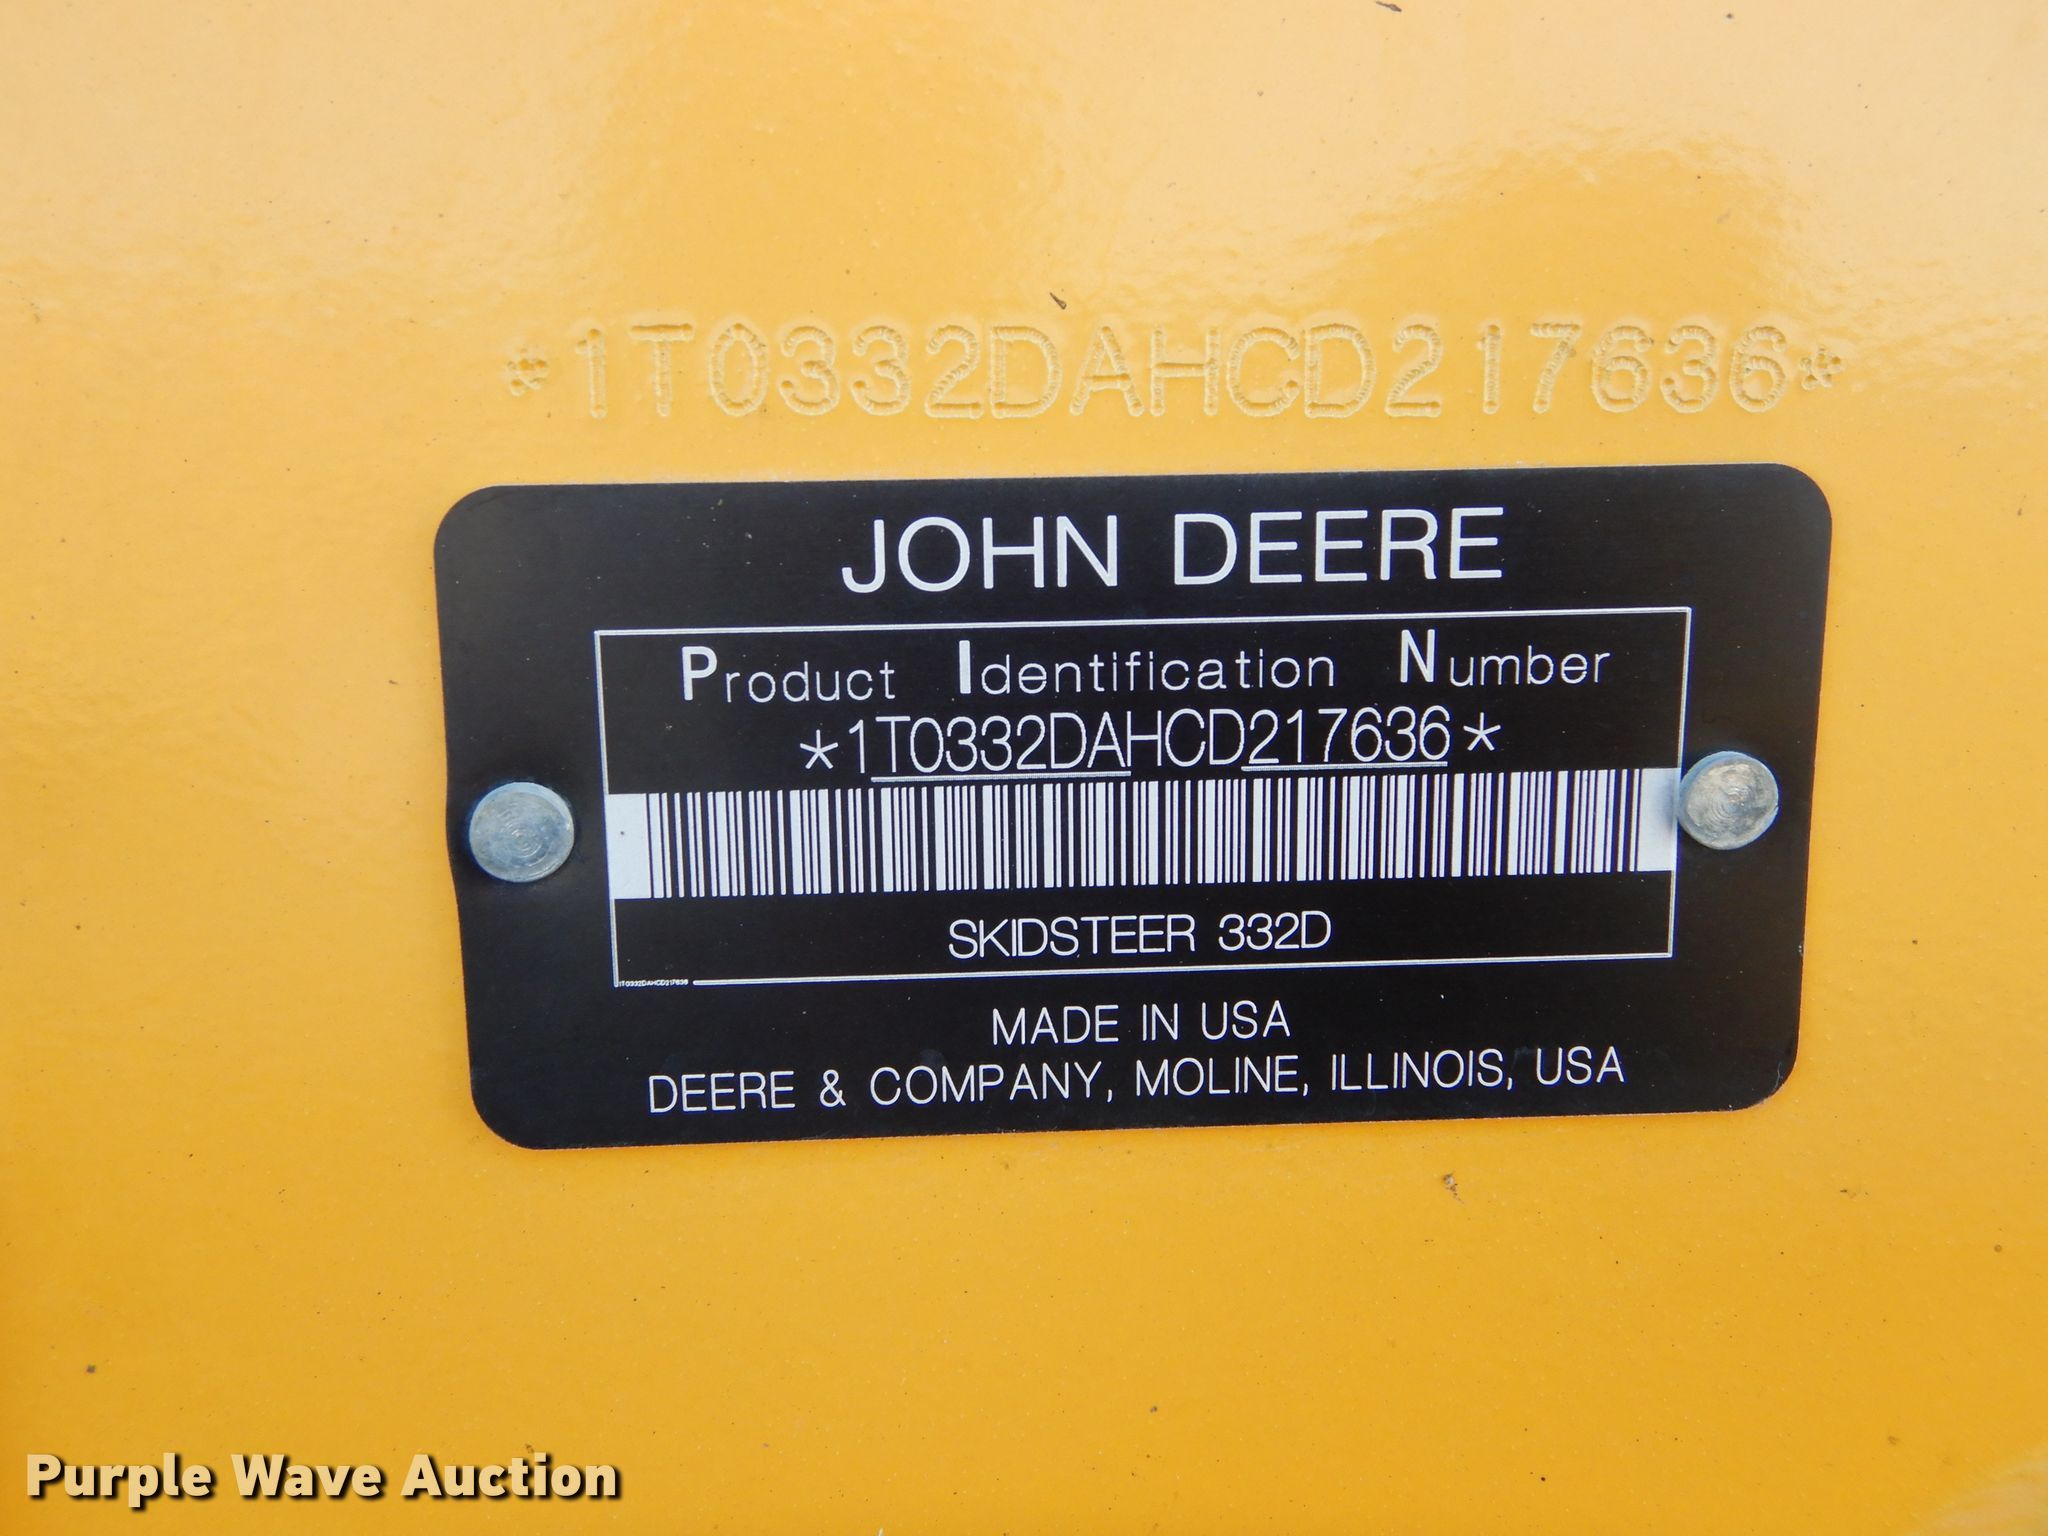 *1T0332DAHCD217636*
JOHN DEERE
Product Identification Number
*1T0332DAHCD217636*
SKIDSTEER 332D
1T0332DAHCD217636
MADE IN USA
DEERE & COMPANY, MOLINE, ILLINOIS, USA
Purple Wave Auction